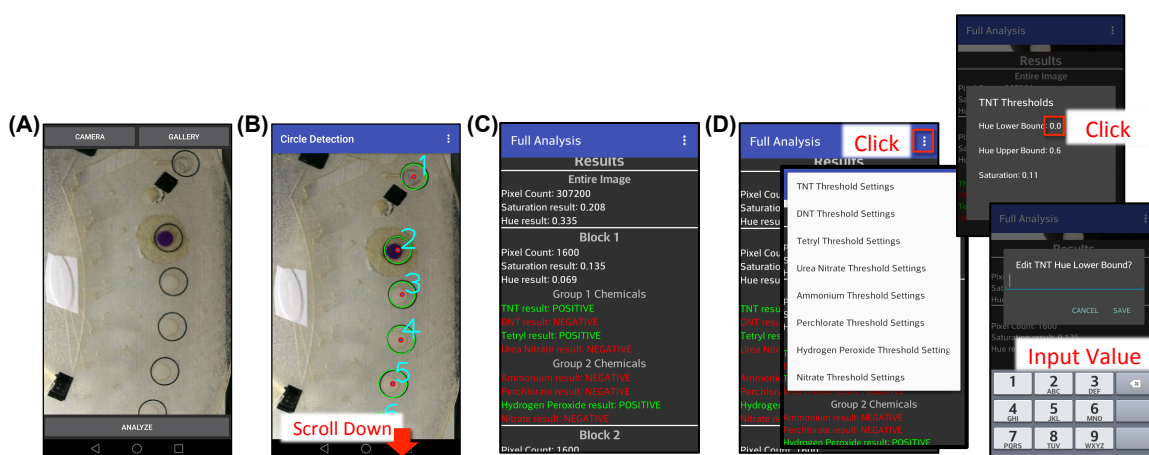 (A)
CAMERA
GALLERY
ANALYZE
(B)
Circle Detection
1
2
3
4
5
Scroll Down
(C)
Full Analysis
Results
Entire Image
Pixel Count: 307200
Saturation result: 0.208
Hue result: 0.335
Block 1
Pixel Count: 1600
Saturation result: 0.135
Hue result: 0.069
Group 1 Chemicals
TNT result: POSITIVE
DNT result: NEGATIVE
Tetryl result: POSITIVE
Urea Nitrate result: NEGATIVE
Group 2 Chemicals
Ammonium result: NEGATIVE
Perchlorate result: NEGATIVE
Hydrogen Peroxide result: POSITIVE
Nitrate result: NEGATIVE
Block 2
Pixel Count: 1600
(D)
Full Analysis
Click
Results
TNT Threshold Settings
DNT Threshold Settings
Tetryl Threshold Settings
Urea Nitrate Threshold Settings
Ammonium Threshold Settings
Perchlorate Threshold Settings
Hydrogen Peroxide Threshold Setting
Nitrate Threshold Settings
Group 2 Chemicals
Ammonium result: NEGATIVE
Perchlorate result: NEGATIVE
Hydrogen Peroxide result: POSITIVE
Full Analysis
Results
Entire Image
TNT Thresholds
Hue Lower Bound: 0.0
Click
Hue Upper Bound: 0.6
Saturation: 0.11
Full Analysis
Results
Edit TNT Hue Lower Bound?
CANCEL SAVE
Pixel Count: 1600
Input Value
1
2 ABC
3 DEF
4 GHI
5 JKL
6 MNO
7 PQRS
8 TUV
9 WXYZ